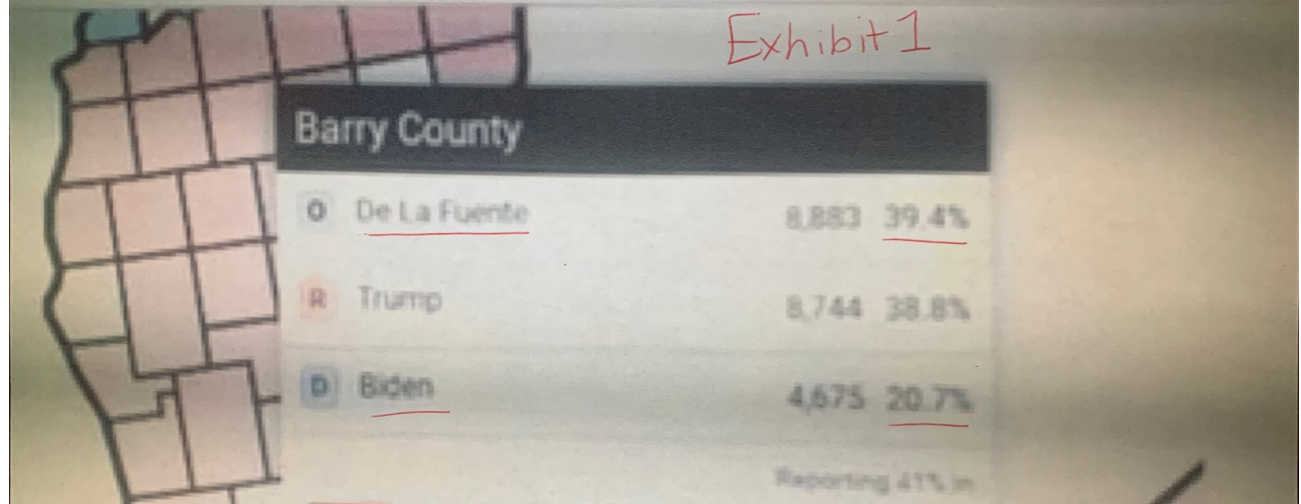 Exhibit 1
Barry County
O De La Fuente 8,883 39.4%
R Trump 8,744 38.8%
D Biden 4,675 20.7%
Reporting 41% in